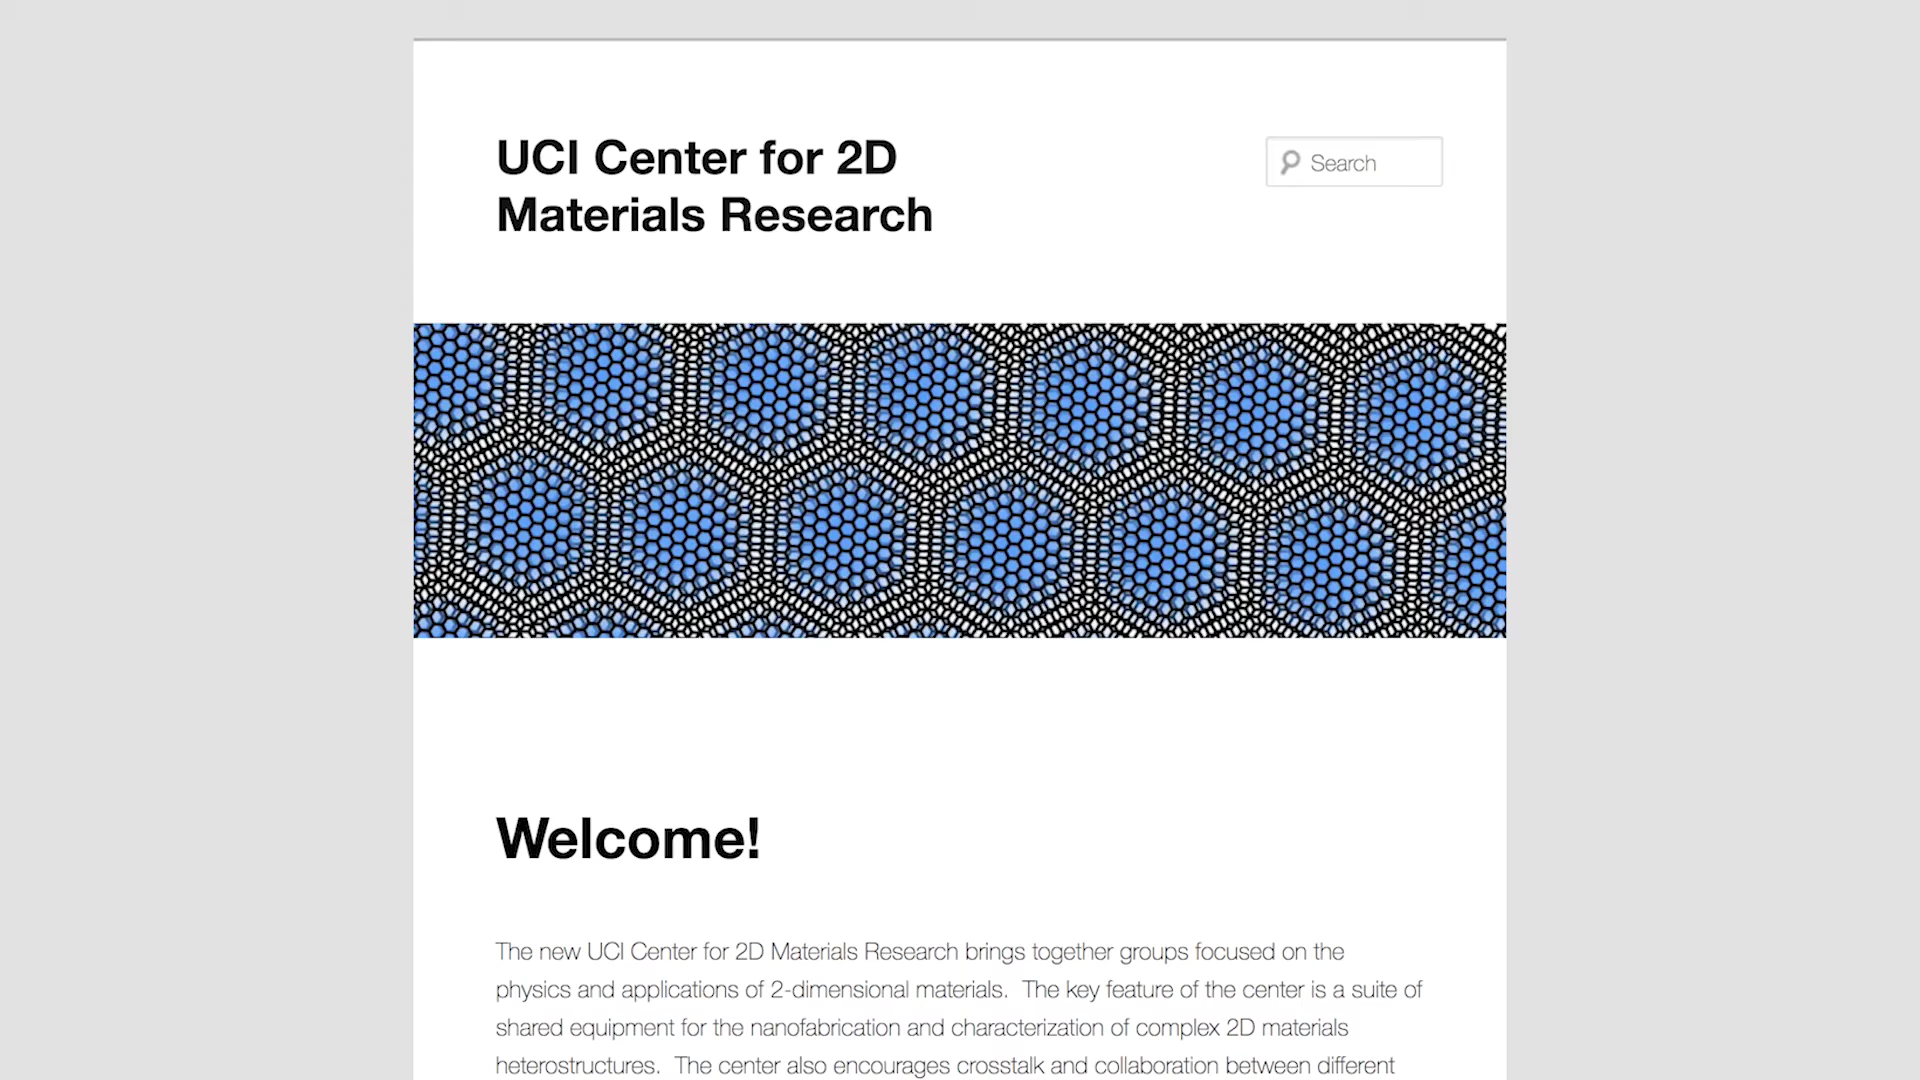 UCI Center for 2D
Materials Research
Search
Welcome!
The new UCI Center for 2D Materials Research brings together groups focused on the
physics and applications of 2-dimensional materials.  The key feature of the center is a suite of
shared equipment for the nanofabrication and characterization of complex 2D materials
heterostructures.  The center also encourages crosstalk and collaboration between different